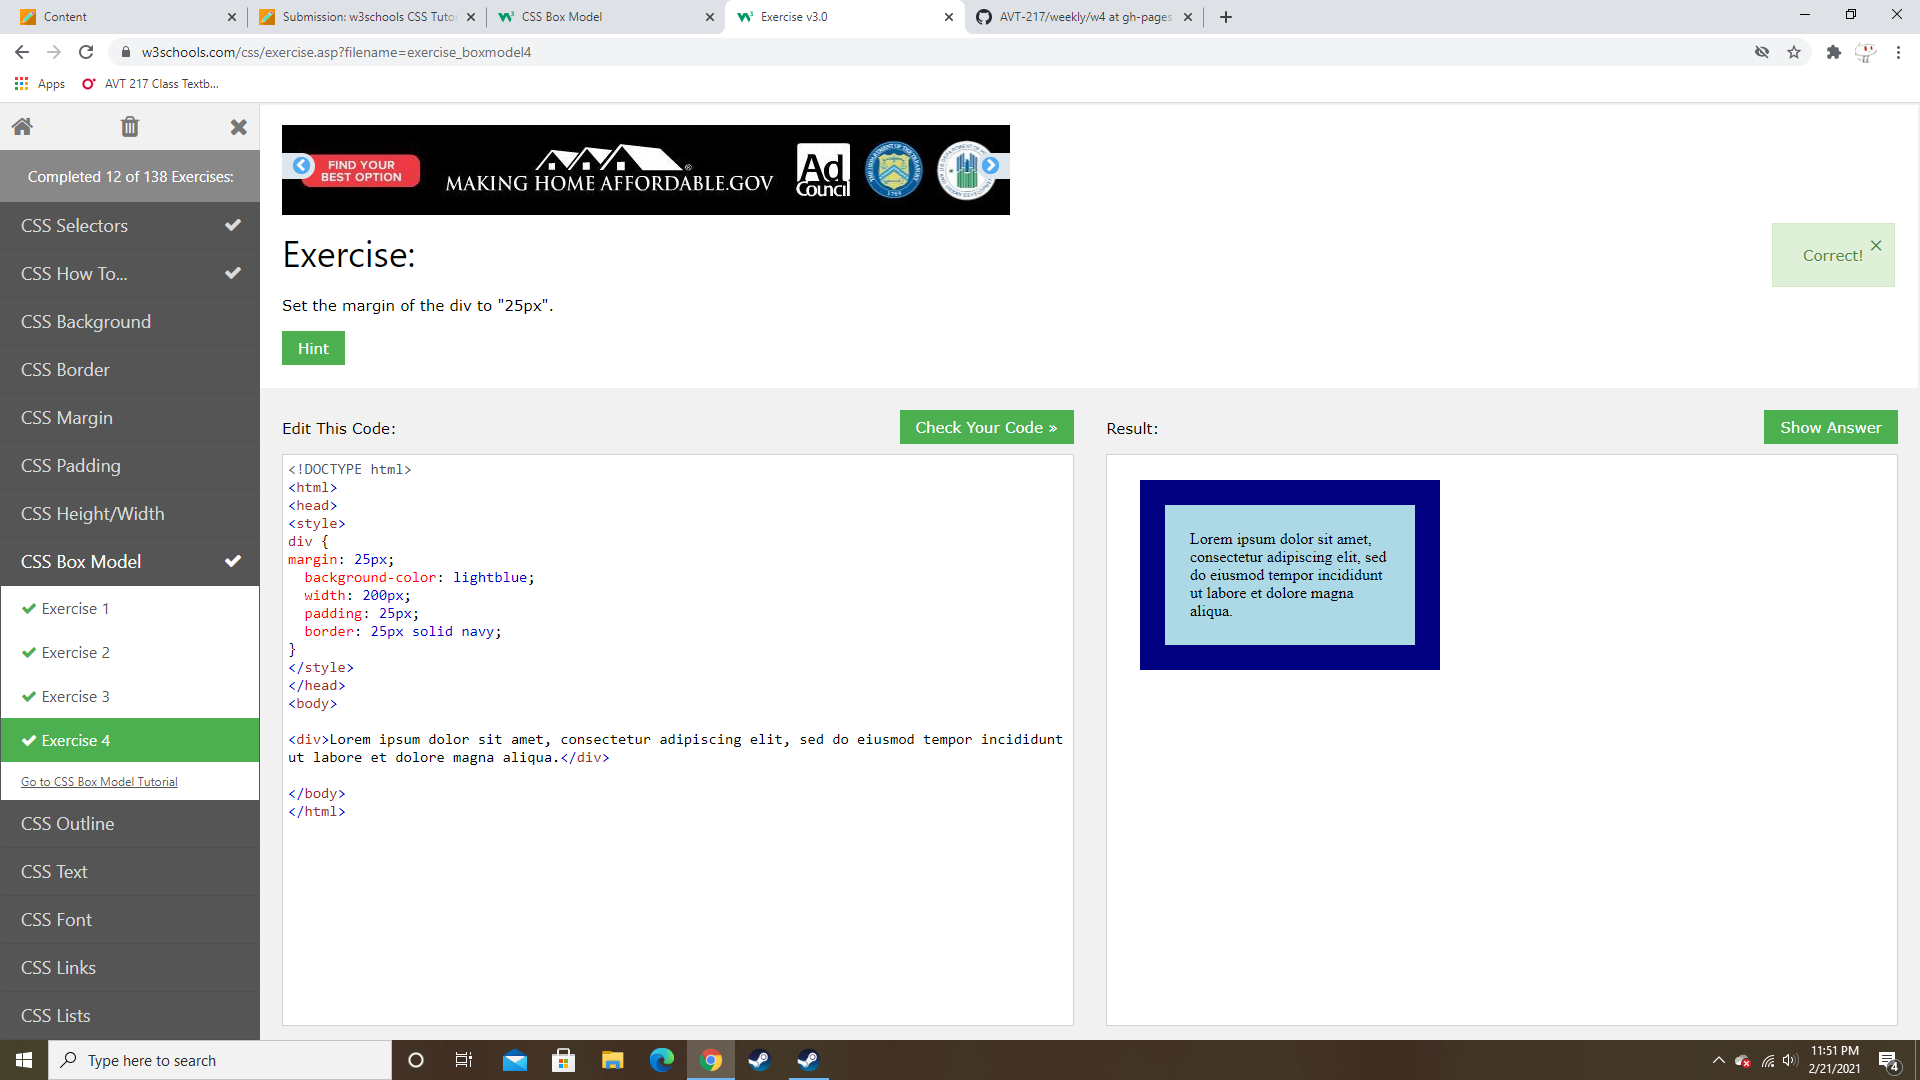 Content
Submission: w3schools CSS Tuto
CSS Box Model
Exercise v3.0
AVT-217/weekly/w4 at gh-pages
w3schools.com/css/exercise.asp?filename=exercise_boxmodel4
Apps
AVT 217 Class Textb...
Completed 12 of 138 Exercises:
CSS Selectors
CSS How To...
CSS Background
CSS Border
CSS Margin
CSS Padding
CSS Height/Width
CSS Box Model
Exercise 1
Exercise 2
Exercise 3
Exercise 4
Go to CSS Box Model Tutorial
CSS Outline
CSS Text
CSS Font
CSS Links
CSS Lists
FIND YOUR
BEST OPTION
MAKING HOME AFFORDABLE.GOV
Ad
Council
Exercise:
Correct!
Set the margin of the div to "25px".
Hint
Edit This Code:
Check Your Code »
<!DOCTYPE html>
<html>
<head>
<style>
div {
margin: 25px;
  background-color: lightblue;
  width: 200px;
  padding: 25px;
  border: 25px solid navy;
}
</style>
</head>
<body>
<div>Lorem ipsum dolor sit amet, consectetur adipiscing elit, sed do eiusmod tempor incididunt
ut labore et dolore magna aliqua.</div>
</body>
</html>
Result:
Show Answer
Lorem ipsum dolor sit amet,
consectetur adipiscing elit, sed
do eiusmod tempor incididunt
ut labore et dolore magna
aliqua.
Type here to search
11:51 PM
2/21/2021
4